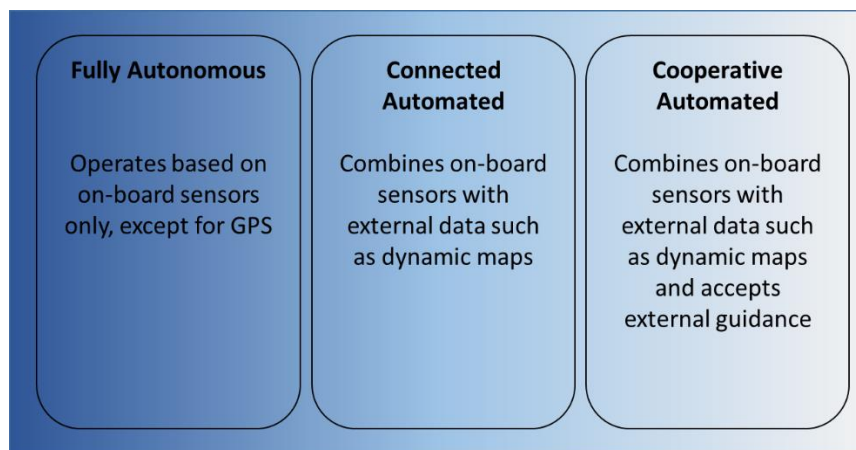 Fully Autonomous
Operates based on
on-board sensors
only, except for GPS
Connected
Automated
Combines on-board
sensors with
external data such
as dynamic maps
Cooperative
Automated
Combines on-board
sensors with
external data such
as dynamic maps
and accepts
external guidance